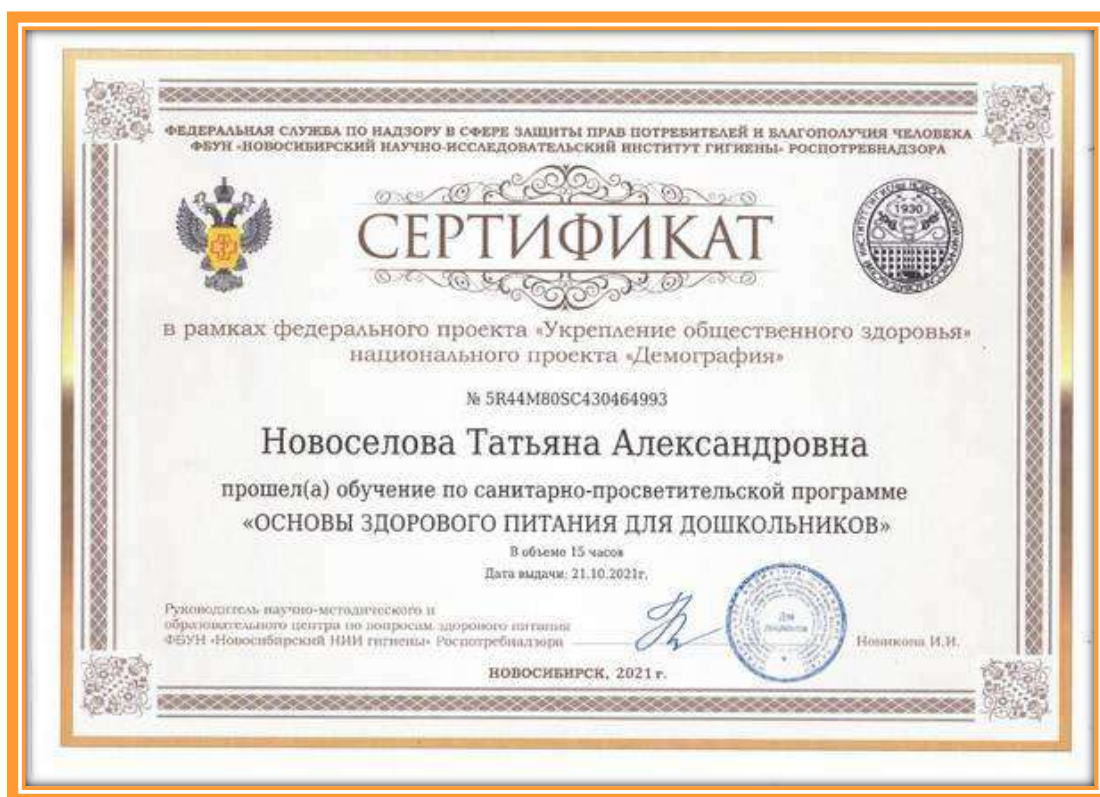 ФЕДЕРАЛЬНАЯ СЛУЖБА ПО НАДЗОРУ В СФЕРЕ ЗАЩИТЫ ПРАВ ПОТРЕБИТЕЛЕЙ И БЛАГОПОЛУЧИЯ ЧЕЛОВЕКА
ФБУН «НОВОСИБИРСКИЙ НАУЧНО-ИССЛЕДОВАТЕЛЬСКИЙ ИНСТИТУТ ГИГИЕНЫ» РОСПОТРЕБНАДЗОРА
1930
СЕРТИФИКАТ
в рамках федерального проекта «Укрепление общественного здоровья»
национального проекта «Демография»
№ 5R44M80SC430464993
Новоселова Татьяна Александровна
прошел(а) обучение по санитарно-просветительской программе
«ОСНОВЫ ЗДОРОВОГО ПИТАНИЯ ДЛЯ ДОШКОЛЬНИКОВ»
В объеме 15 часов
Дата выдачи: 21.10.2021г.
Руководитель научно-методического и
образовательного центра по вопросам здорового питания
ФБУН «Новосибирский НИИ гигиены» Роспотребнадзора
Для
документов
Новикова И.И.
НОВОСИБИРСК, 2021 г.